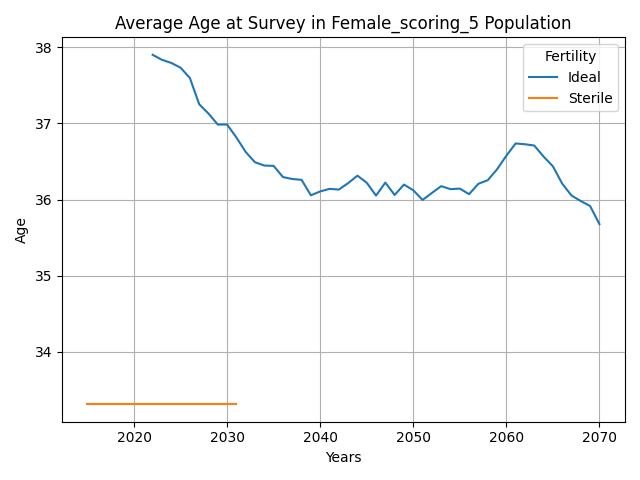 Average Age at Survey in Female_scoring_5 Population
Fertility
Ideal
Sterile
Age
38
37
36
35
34
2020 2030 2040 2050 2060 2070
Years